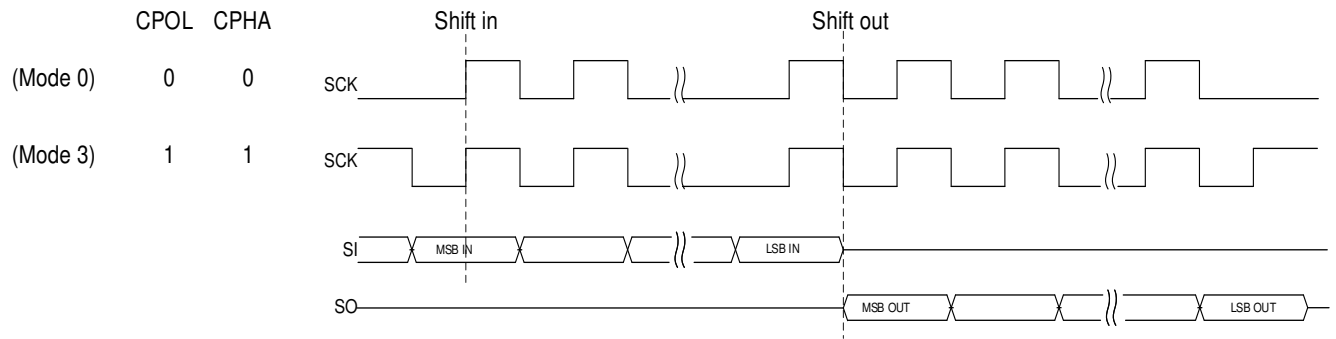 CPOL CPHA Shift in Shift out
(Mode 0) 0 0 SCK
(Mode 3) 1 1 SCK
SI MSB IN LSB IN
SO MSB OUT LSB OUT